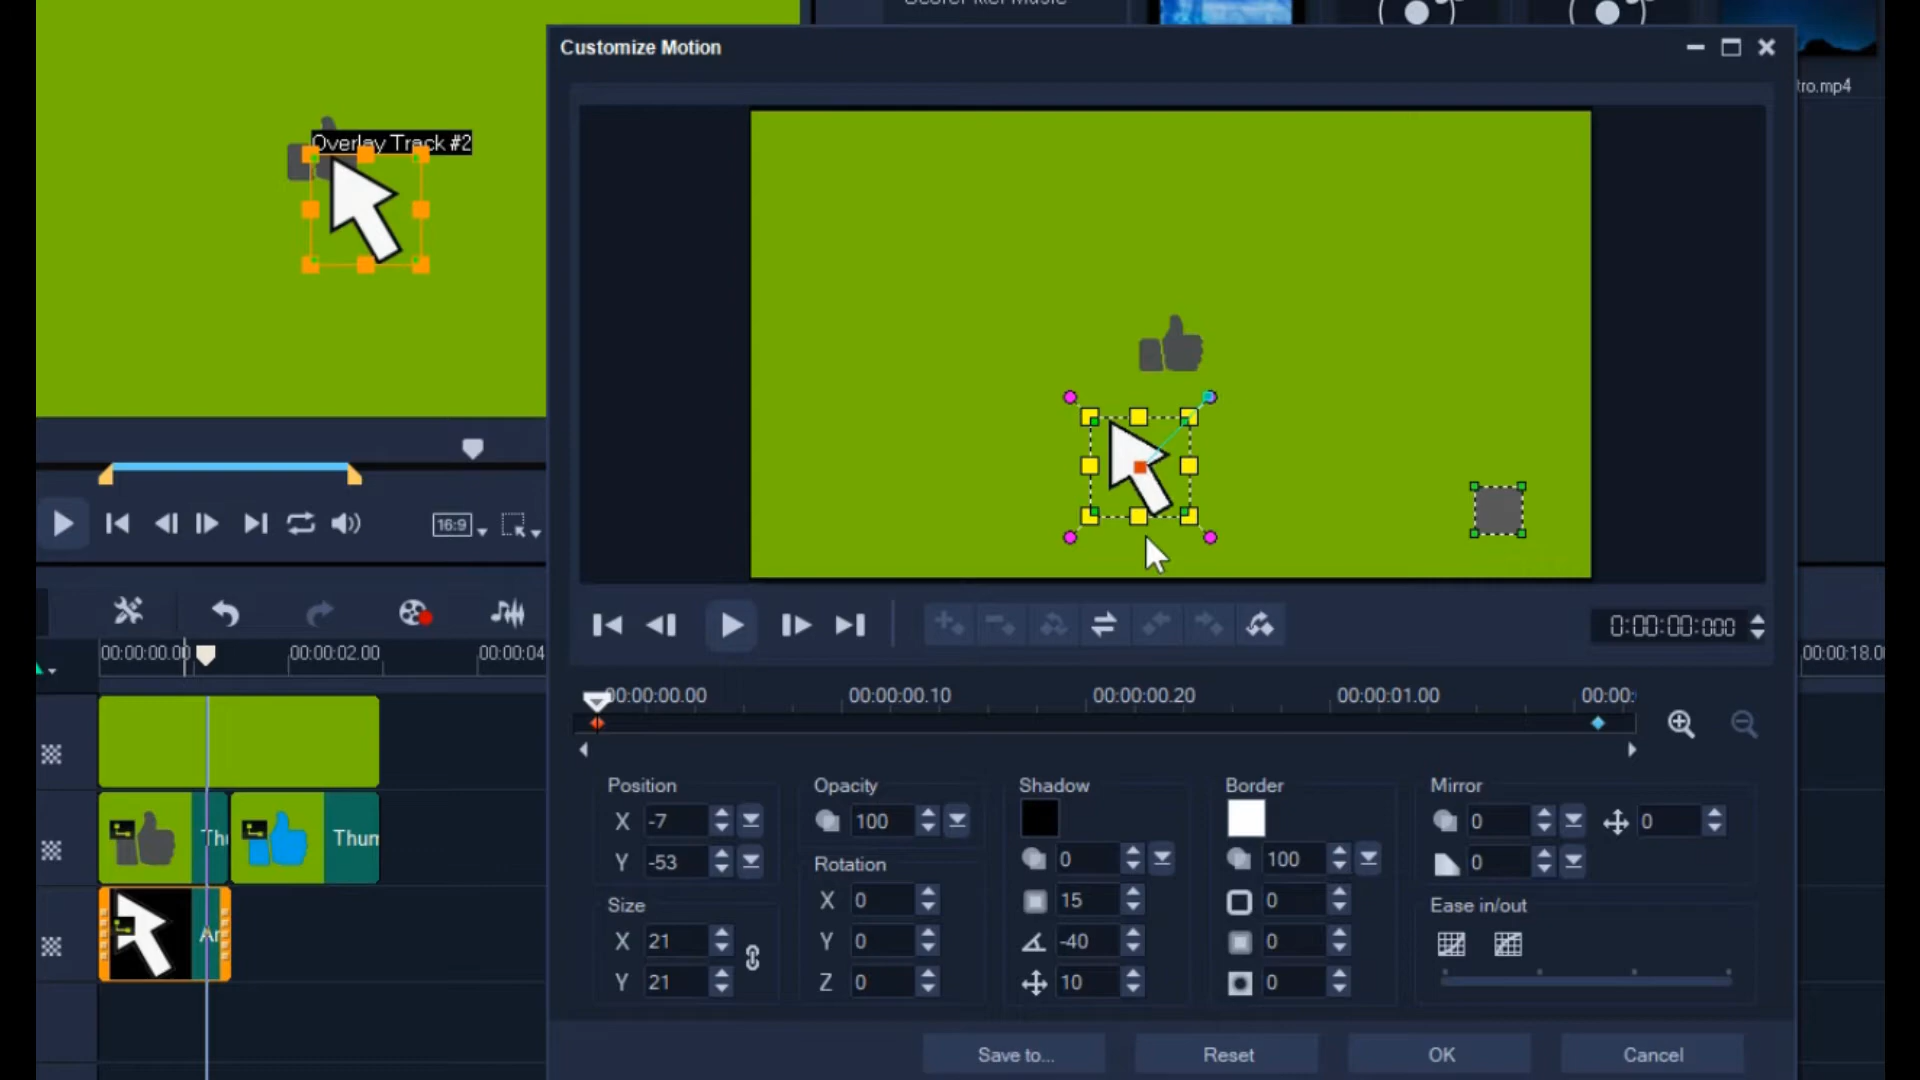 Customize Motion
tro.mp4
Overlay Track #2
16:9
0:00:00:000
00:00:00.00
00:00:02.00
00:00:04
00:00:18.0
00:00:00.00
00:00:00.10
00:00:00.20
00:00:01.00
00:00:
Position
Opacity
Shadow
Border
Mirror
X -7
100
0
0
Thu
Thum
Y -53
Rotation
0
100
0
X 0
15
0
Size
Ease in/out
Ar
X 21
Y 0
-40
0
Y 21
Z 0
10
0
Save to...
Reset
OK
Cancel